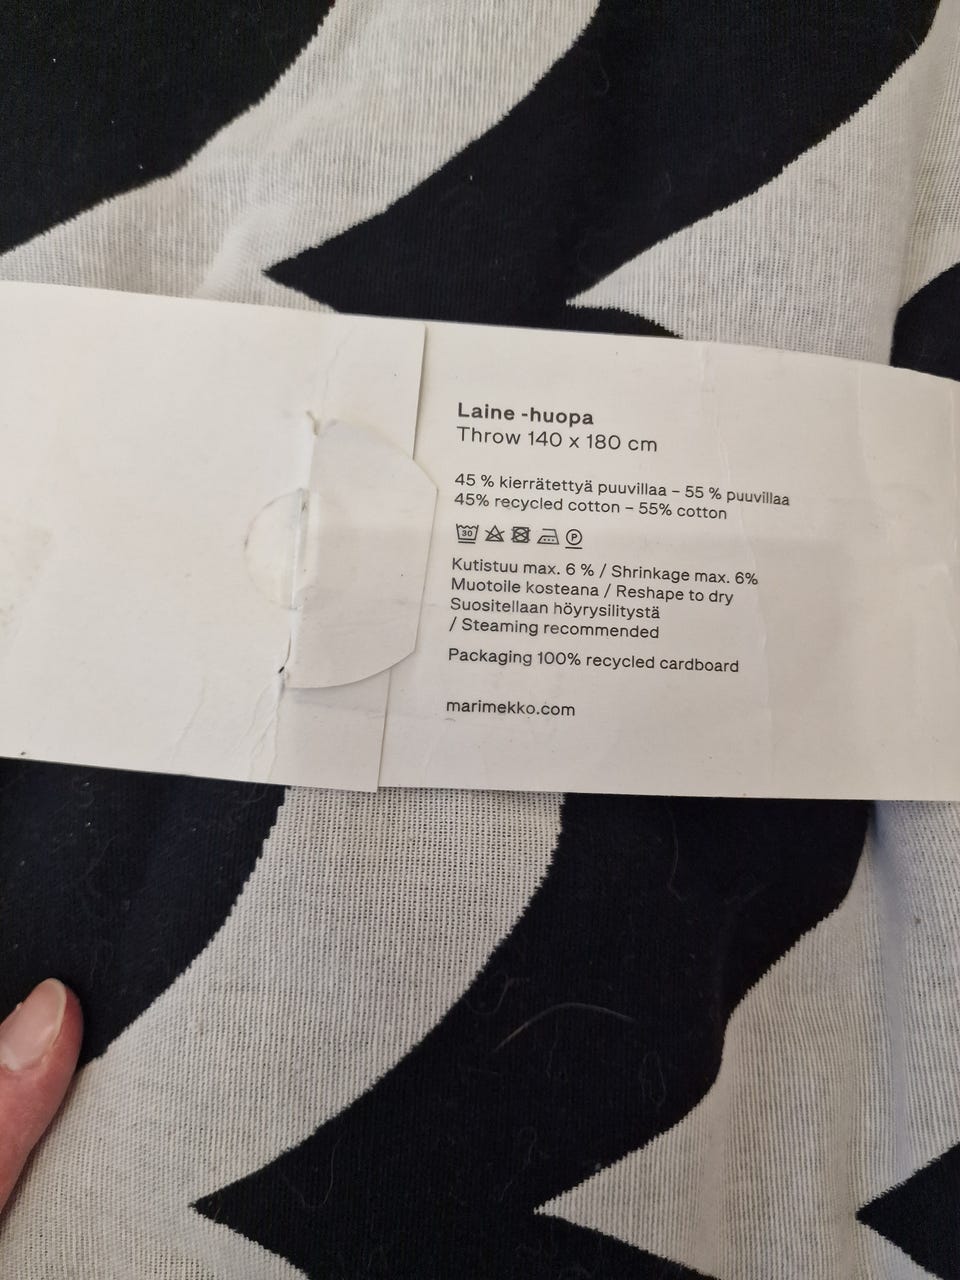 Laine -huopa
Throw 140 x 180 cm
45 % kierrätettyä puuvillaa – 55 % puuvillaa
45% recycled cotton – 55% cotton
30 P
Kutistuu max. 6 % / Shrinkage max. 6%
Muotoile kosteana / Reshape to dry
Suositellaan höyrysilitystä
/ Steaming recommended
Packaging 100% recycled cardboard
marimekko.com